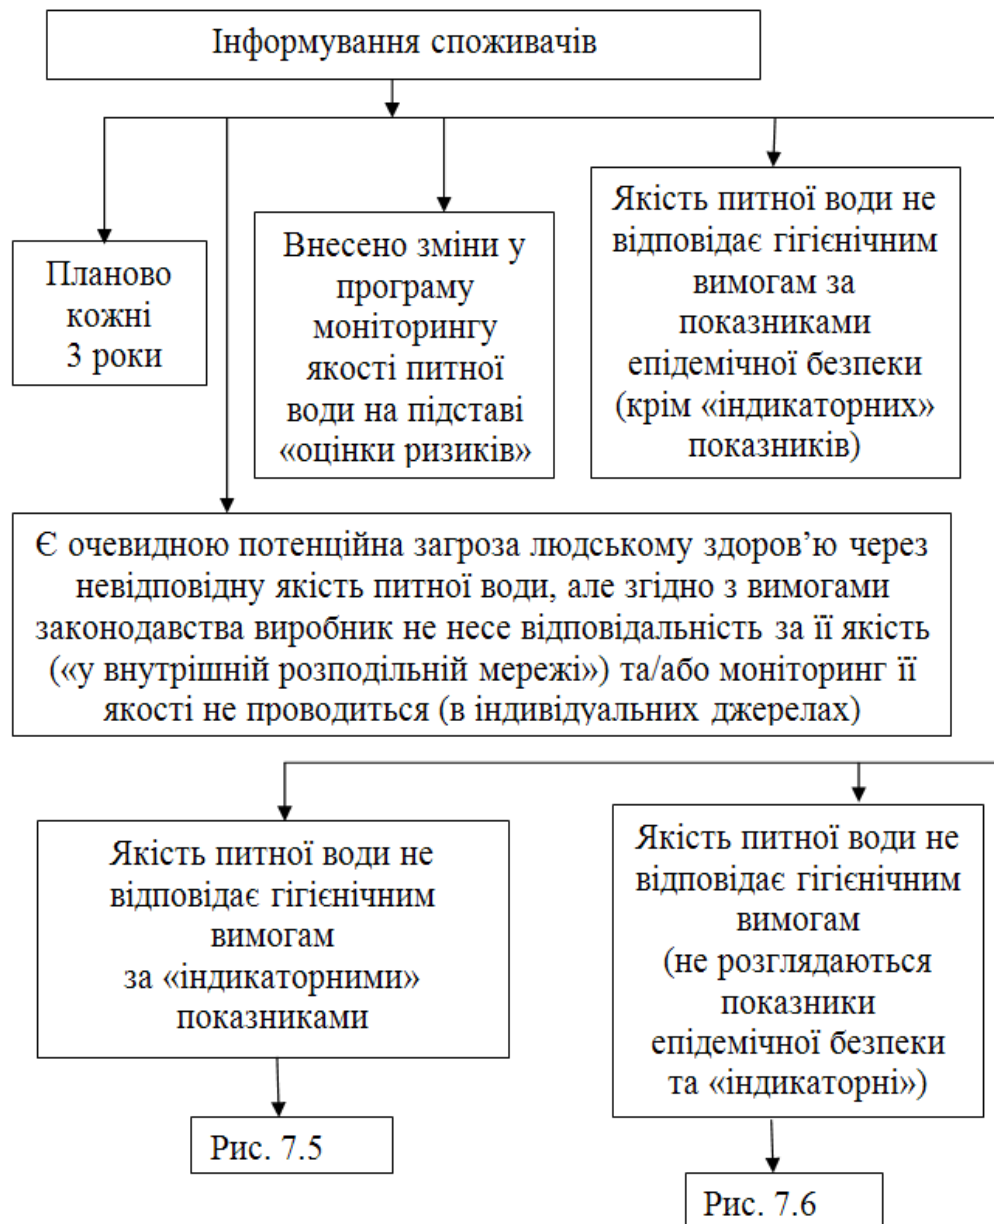 Інформування споживачів
Планово
кожні
3 роки
Внесено зміни у
програму
моніторингу
якості питної
води на підставі
«оцінки ризиків»
Якість питної води не
відповідає гігієнічним
вимогам за
показниками
епідемічної безпеки
(крім «індикаторних»
показників)
Є очевидною потенційна загроза людському здоров’ю через
невідповідну якість питної води, але згідно з вимогами
законодавства виробник не несе відповідальність за її якість
(«у внутрішній розподільній мережі») та/або моніторинг її
якості не проводиться (в індивідуальних джерелах)
Якість питної води не
відповідає гігієнічним
вимогам
за «індикаторними»
показниками
Якість питної води не
відповідає гігієнічним
вимогам
(не розглядаються
показники
епідемічної безпеки
та «індикаторні»)
Рис. 7.5
Рис. 7.6